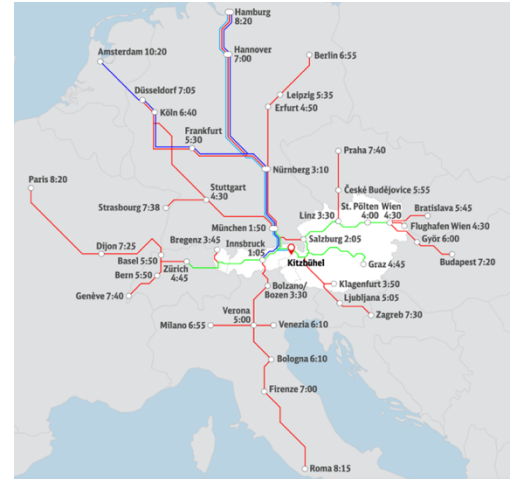 Hamburg
8:20
Amsterdam 10:20
Hannover
7:00
Berlin 6:55
Düsseldorf 7:05
Leipzig 5:35
Köln 6:40
Erfurt 4:50
Frankfurt
5:30
Praha 7:40
Nürnberg 3:10
Paris 8:20
Stuttgart
4:30
České Budějovice 5:55
Strasbourg 7:38
St. Pölten
4:00
Wien
4:30
Linz 3:30
Bratislava 5:45
München 1:50
Flughafen Wien 4:30
Bregenz 3:45
Innsbruck
1:05
Salzburg 2:05
Györ 6:00
Dijon 7:25
Basel 5:50
Kitzbühel
Budapest 7:20
Bern 5:50
Zürich
4:45
Graz 4:45
Genève 7:40
Bolzano/
Bozen 3:30
Klagenfurt 3:50
Ljubljana 5:05
Verona
5:00
Zagreb 7:30
Milano 6:55
Venezia 6:10
Bologna 6:10
Firenze 7:00
Roma 8:15